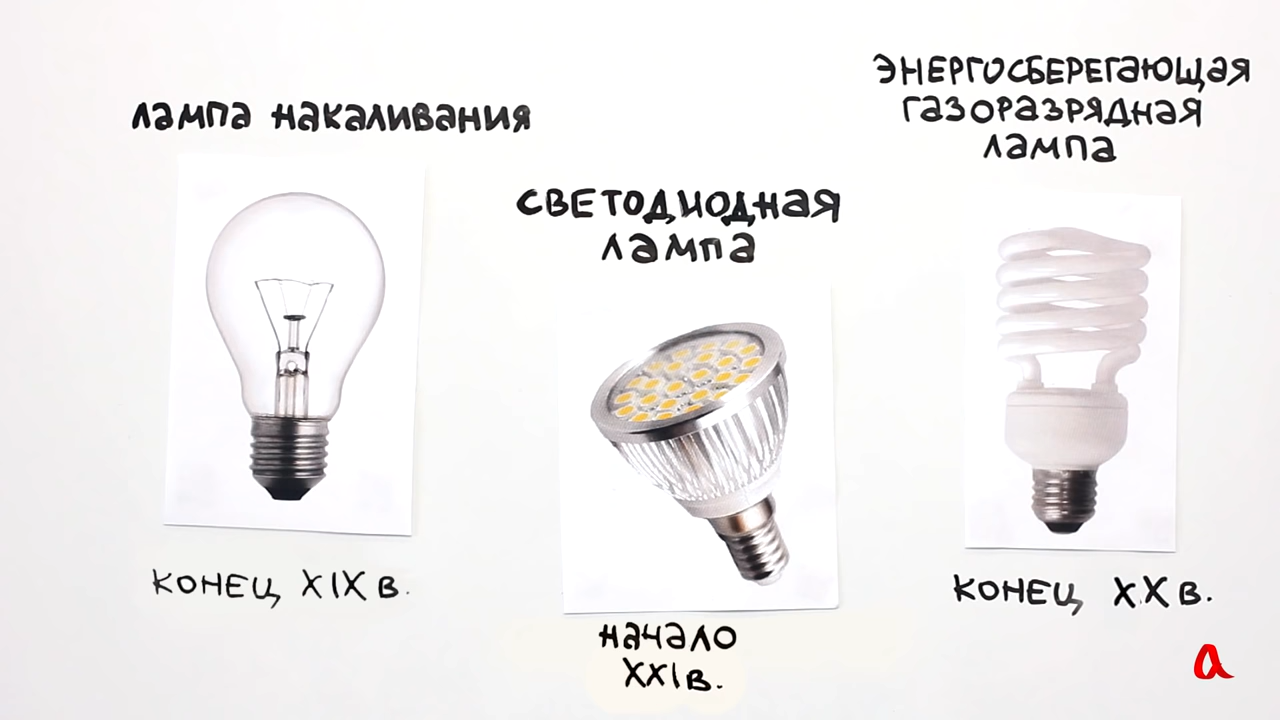 Лампа накаливания
конец XIX в.
Светодиодная
лампа
начало
XXI в.
Энергосберегающая
газоразрядная
лампа
конец XX в.
a